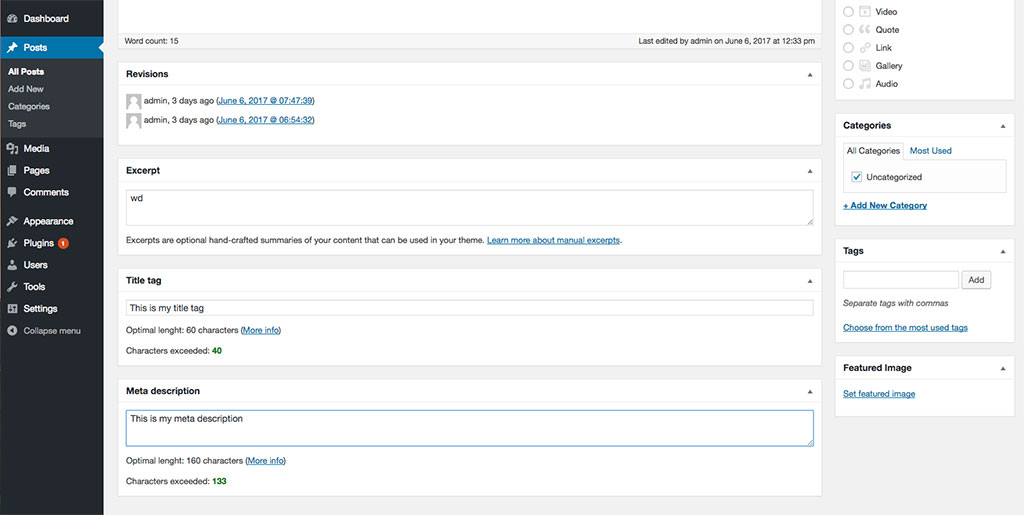 Dashboard
Posts
All Posts
Add New
Categories
Tags
Media
Pages
Comments
Appearance
Plugins 1
Users
Tools
Settings
Collapse menu
Word count: 15
Last edited by admin on June 6, 2017 at 12:33 pm
Revisions
admin, 3 days ago (June 6, 2017 @ 07:47:39)
admin, 3 days ago (June 6, 2017 @ 06:54:32)
Excerpt
wd
Excerpts are optional hand-crafted summaries of your content that can be used in your theme. Learn more about manual excerpts.
Title tag
This is my title tag
Optimal lenght: 60 characters (More info)
Characters exceeded: 40
Meta description
This is my meta description
Optimal lenght: 160 characters (More info)
Characters exceeded: 133
Video
Quote
Link
Gallery
Audio
Categories
All Categories Most Used
Uncategorized
+ Add New Category
Tags
Add
Separate tags with commas
Choose from the most used tags
Featured Image
Set featured image